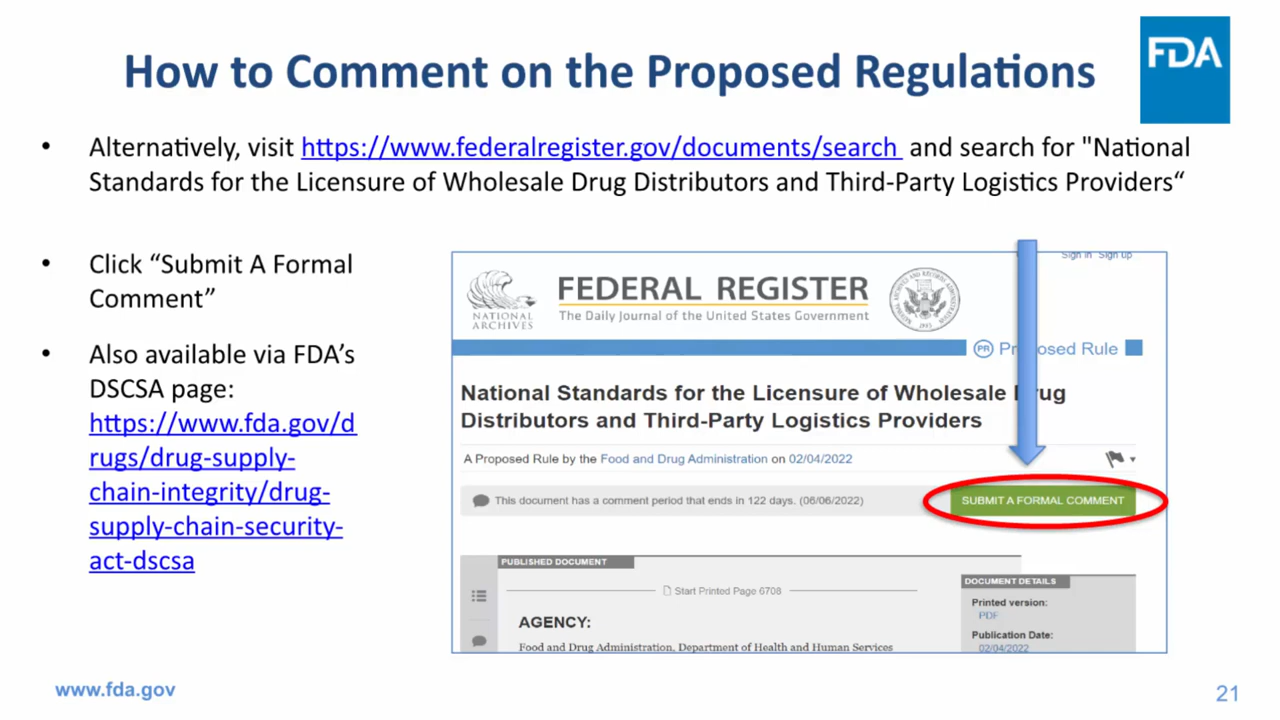 How to Comment on the Proposed Regulations
FDA
• Alternatively, visit https://www.federalregister.gov/documents/search and search for "National
Standards for the Licensure of Wholesale Drug Distributors and Third-Party Logistics Providers“
• Click “Submit A Formal
Comment”
• Also available via FDA’s
DSCSA page:
https://www.fda.gov/d
rugs/drug-supply-
chain-integrity/drug-
supply-chain-security-
act-dscsa
Sign in Sign up
NATIONAL
ARCHIVES
FEDERAL REGISTER
The Daily Journal of the United States Government
PR Proposed Rule
National Standards for the Licensure of Wholesale Drug
Distributors and Third-Party Logistics Providers
A Proposed Rule by the Food and Drug Administration on 02/04/2022
This document has a comment period that ends in 122 days. (06/06/2022)
SUBMIT A FORMAL COMMENT
PUBLISHED DOCUMENT
Start Printed Page 6708
AGENCY:
Food and Drug Administration, Department of Health and Human Services
DOCUMENT DETAILS
Printed version:
PDF
Publication Date:
02/04/2022
www.fda.gov
21